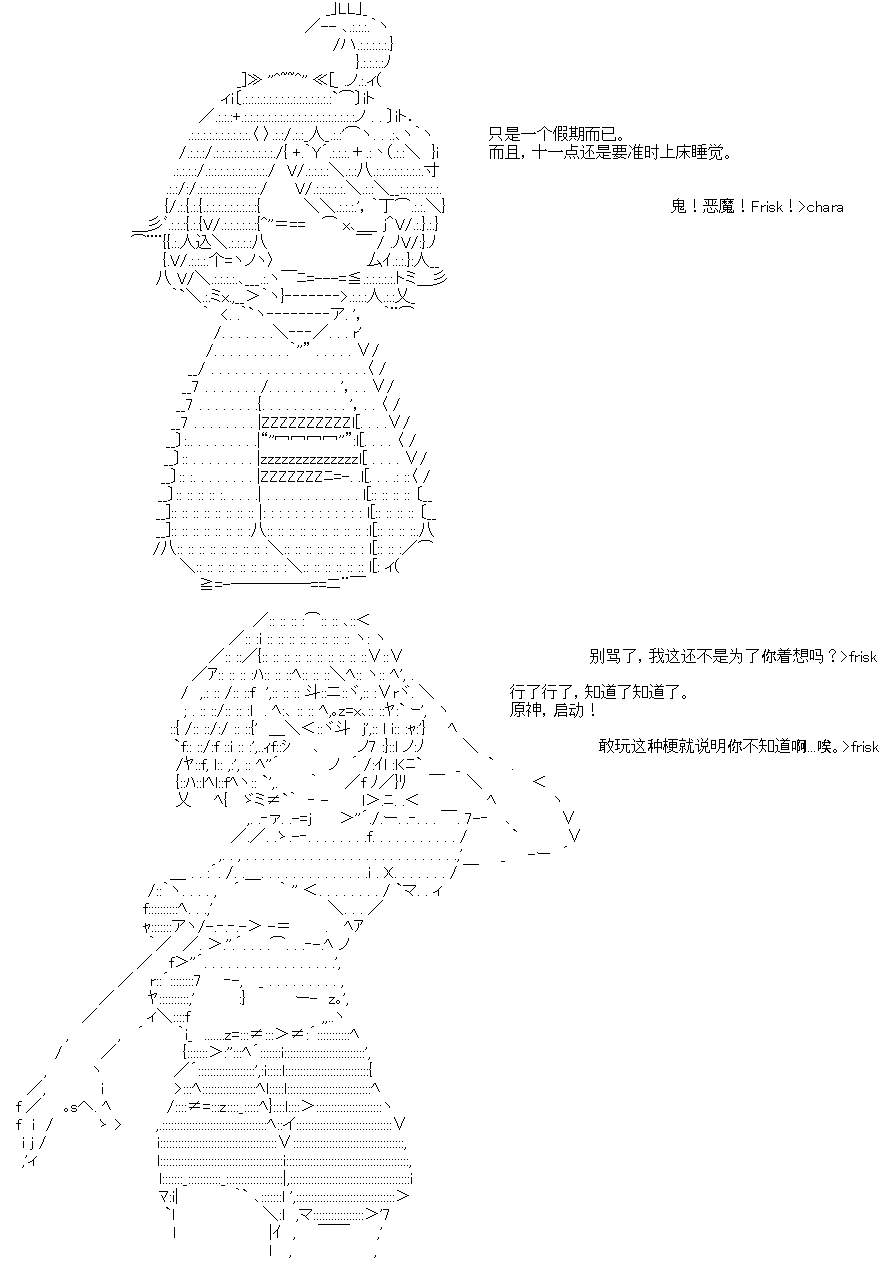 只是一个假期而已。
而且，十一点还是要准时上床睡觉。
鬼！恶魔！Frisk！>chara
别骂了，我这还不是为了你着想吗？>frisk
行了行了，知道了知道了。
原神，启动！
敢玩这种梗就说明你不知道啊...唉。>frisk